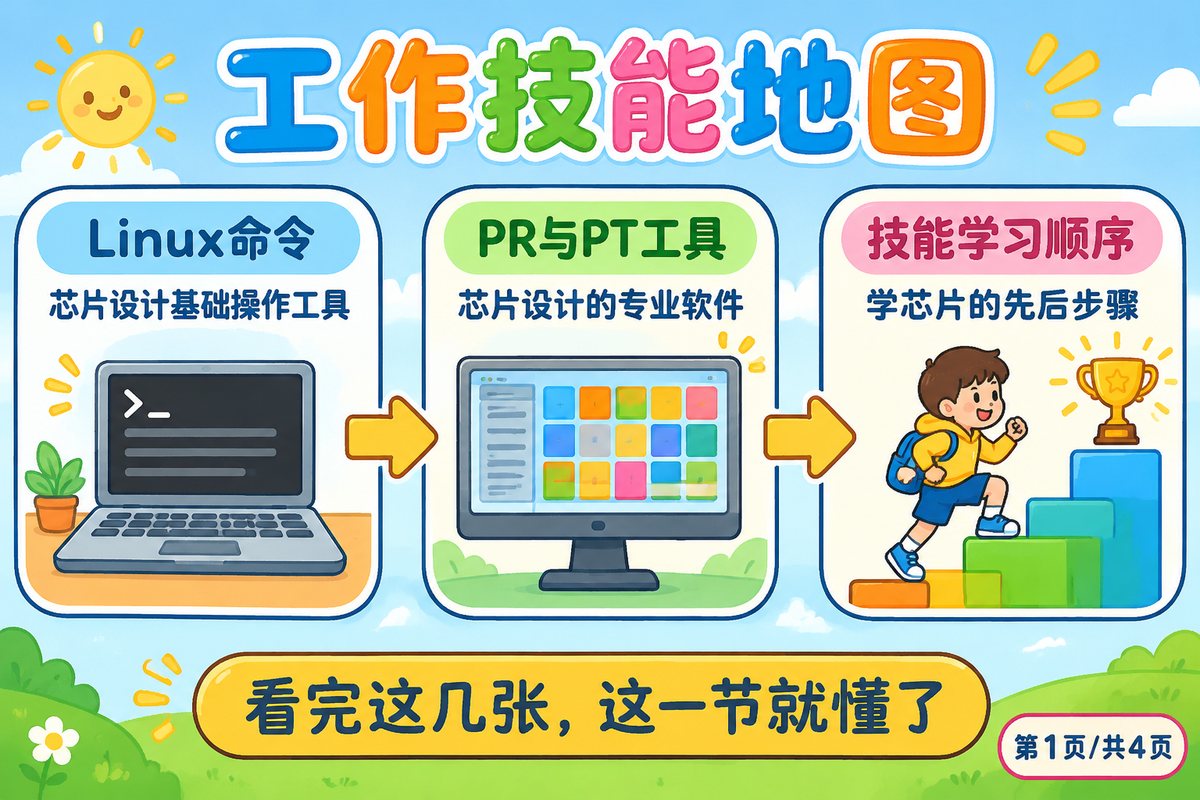 工作技能地图
Linux命令
芯片设计基础操作工具
>_
PR与PT工具
芯片设计的专业软件
技能学习顺序
学芯片的先后步骤
看完这几张，这一节就懂了
第1页/共4页